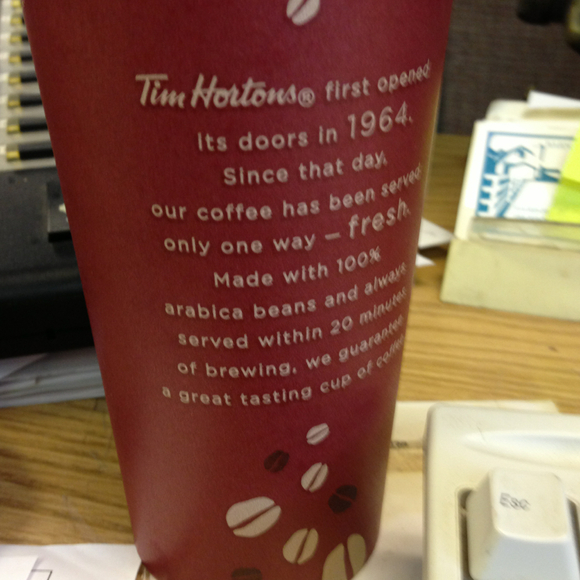 Tim Hortons® first opened
its doors in 1964.
Since that day,
our coffee has been served
only one way – fresh.
Made with 100%
arabica beans and always
served within 20 minutes
of brewing, we guarantee
a great tasting cup of coffee
Esc